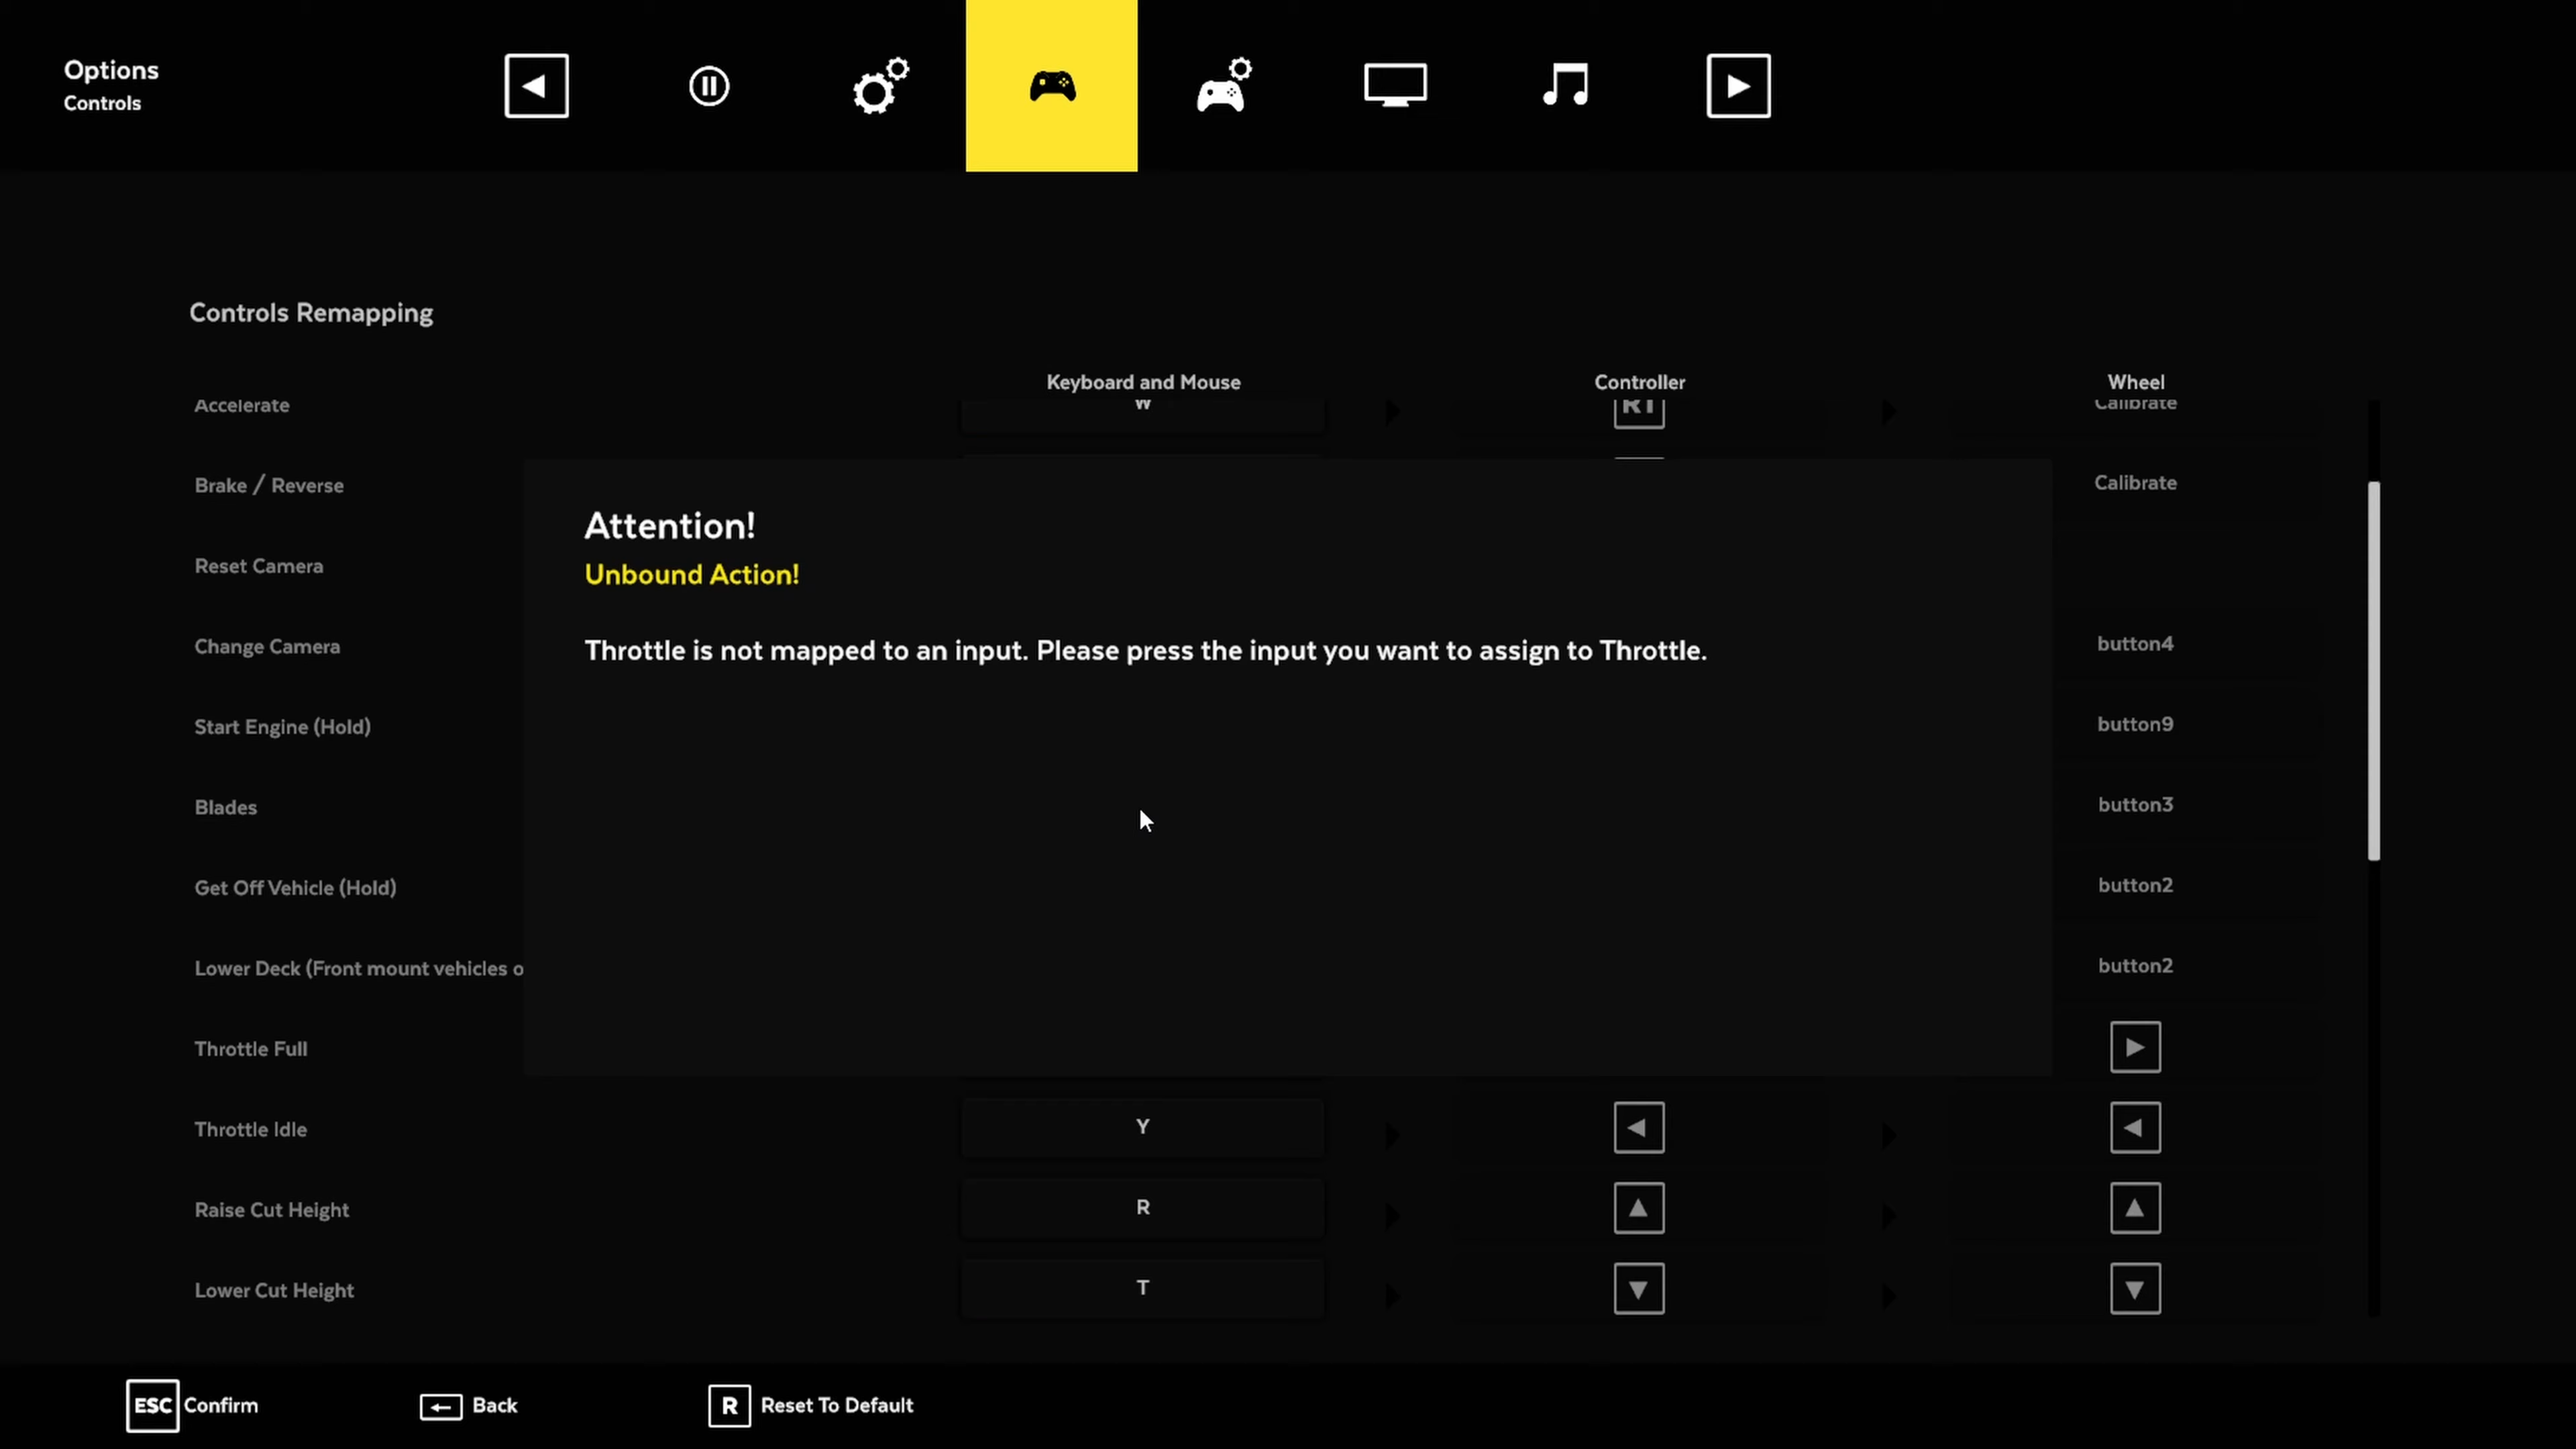 Options
Controls
Controls Remapping
Keyboard and Mouse Controller Wheel
Accelerate W RT Calibrate
Brake / Reverse Calibrate
Attention!
Unbound Action!
Reset Camera
Throttle is not mapped to an input. Please press the input you want to assign to Throttle.
Change Camera button4
Start Engine (Hold) button9
Blades button3
Get Off Vehicle (Hold) button2
Lower Deck (Front mount vehicles o button2
Throttle Full
Throttle Idle Y
Raise Cut Height R
Lower Cut Height T
ESC Confirm Back R Reset To Default